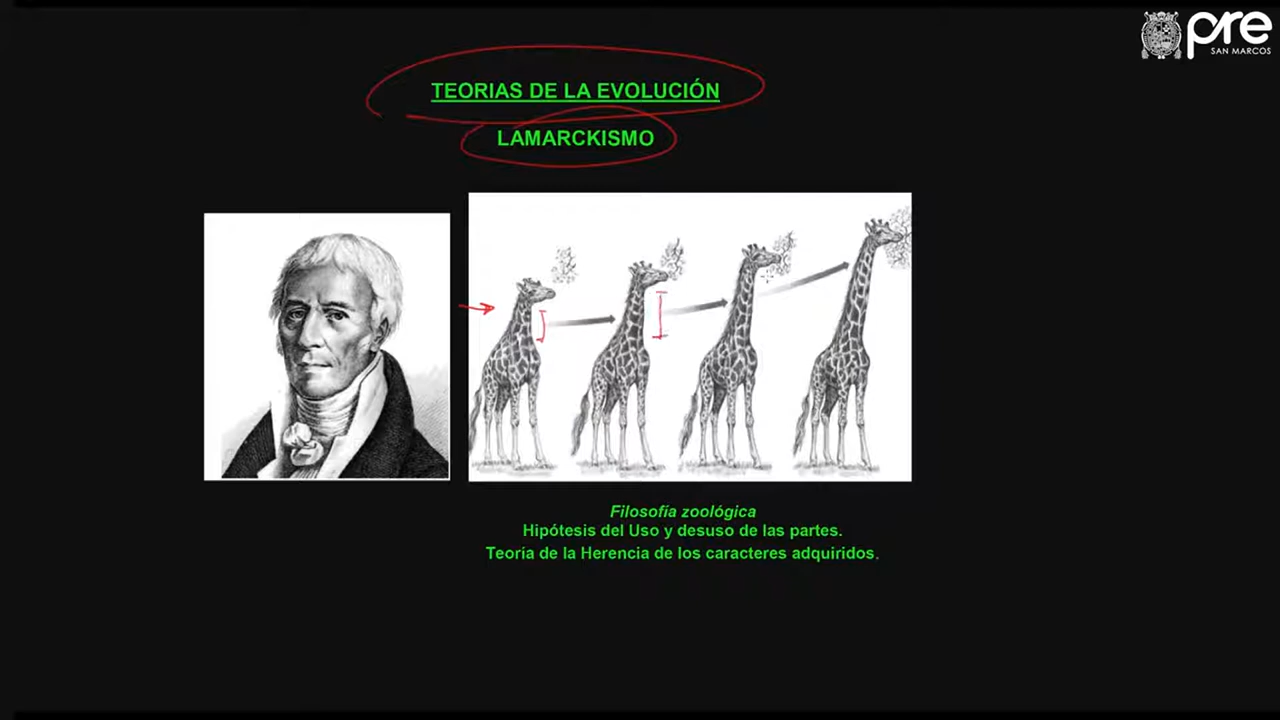 pre
SAN MARCOS
TEORIAS DE LA EVOLUCIÓN
LAMARCKISMO
Filosofía zoológica
Hipótesis del Uso y desuso de las partes.
Teoría de la Herencia de los caracteres adquiridos.